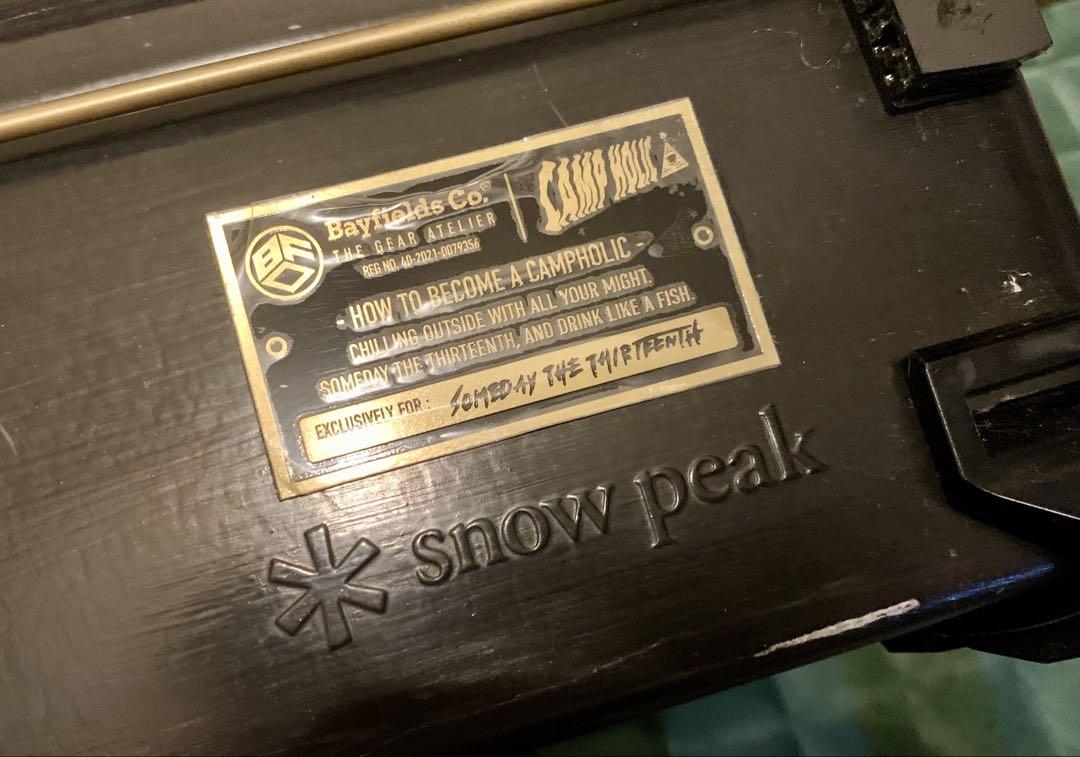 BFC
Bayfields Co.®
THE GEAR ATELIER
REG NO. 40-2021-0079356
CAMP HOLIC
- HOW TO BECOME A CAMPHOLIC -
CHILLING OUTSIDE WITH ALL YOUR MIGHT,
SOMEDAY THE THIRTEENTH, AND DRINK LIKE A FISH.
EXCLUSIVELY FOR : SOMEDAY THE THIRTEENTH
snow peak